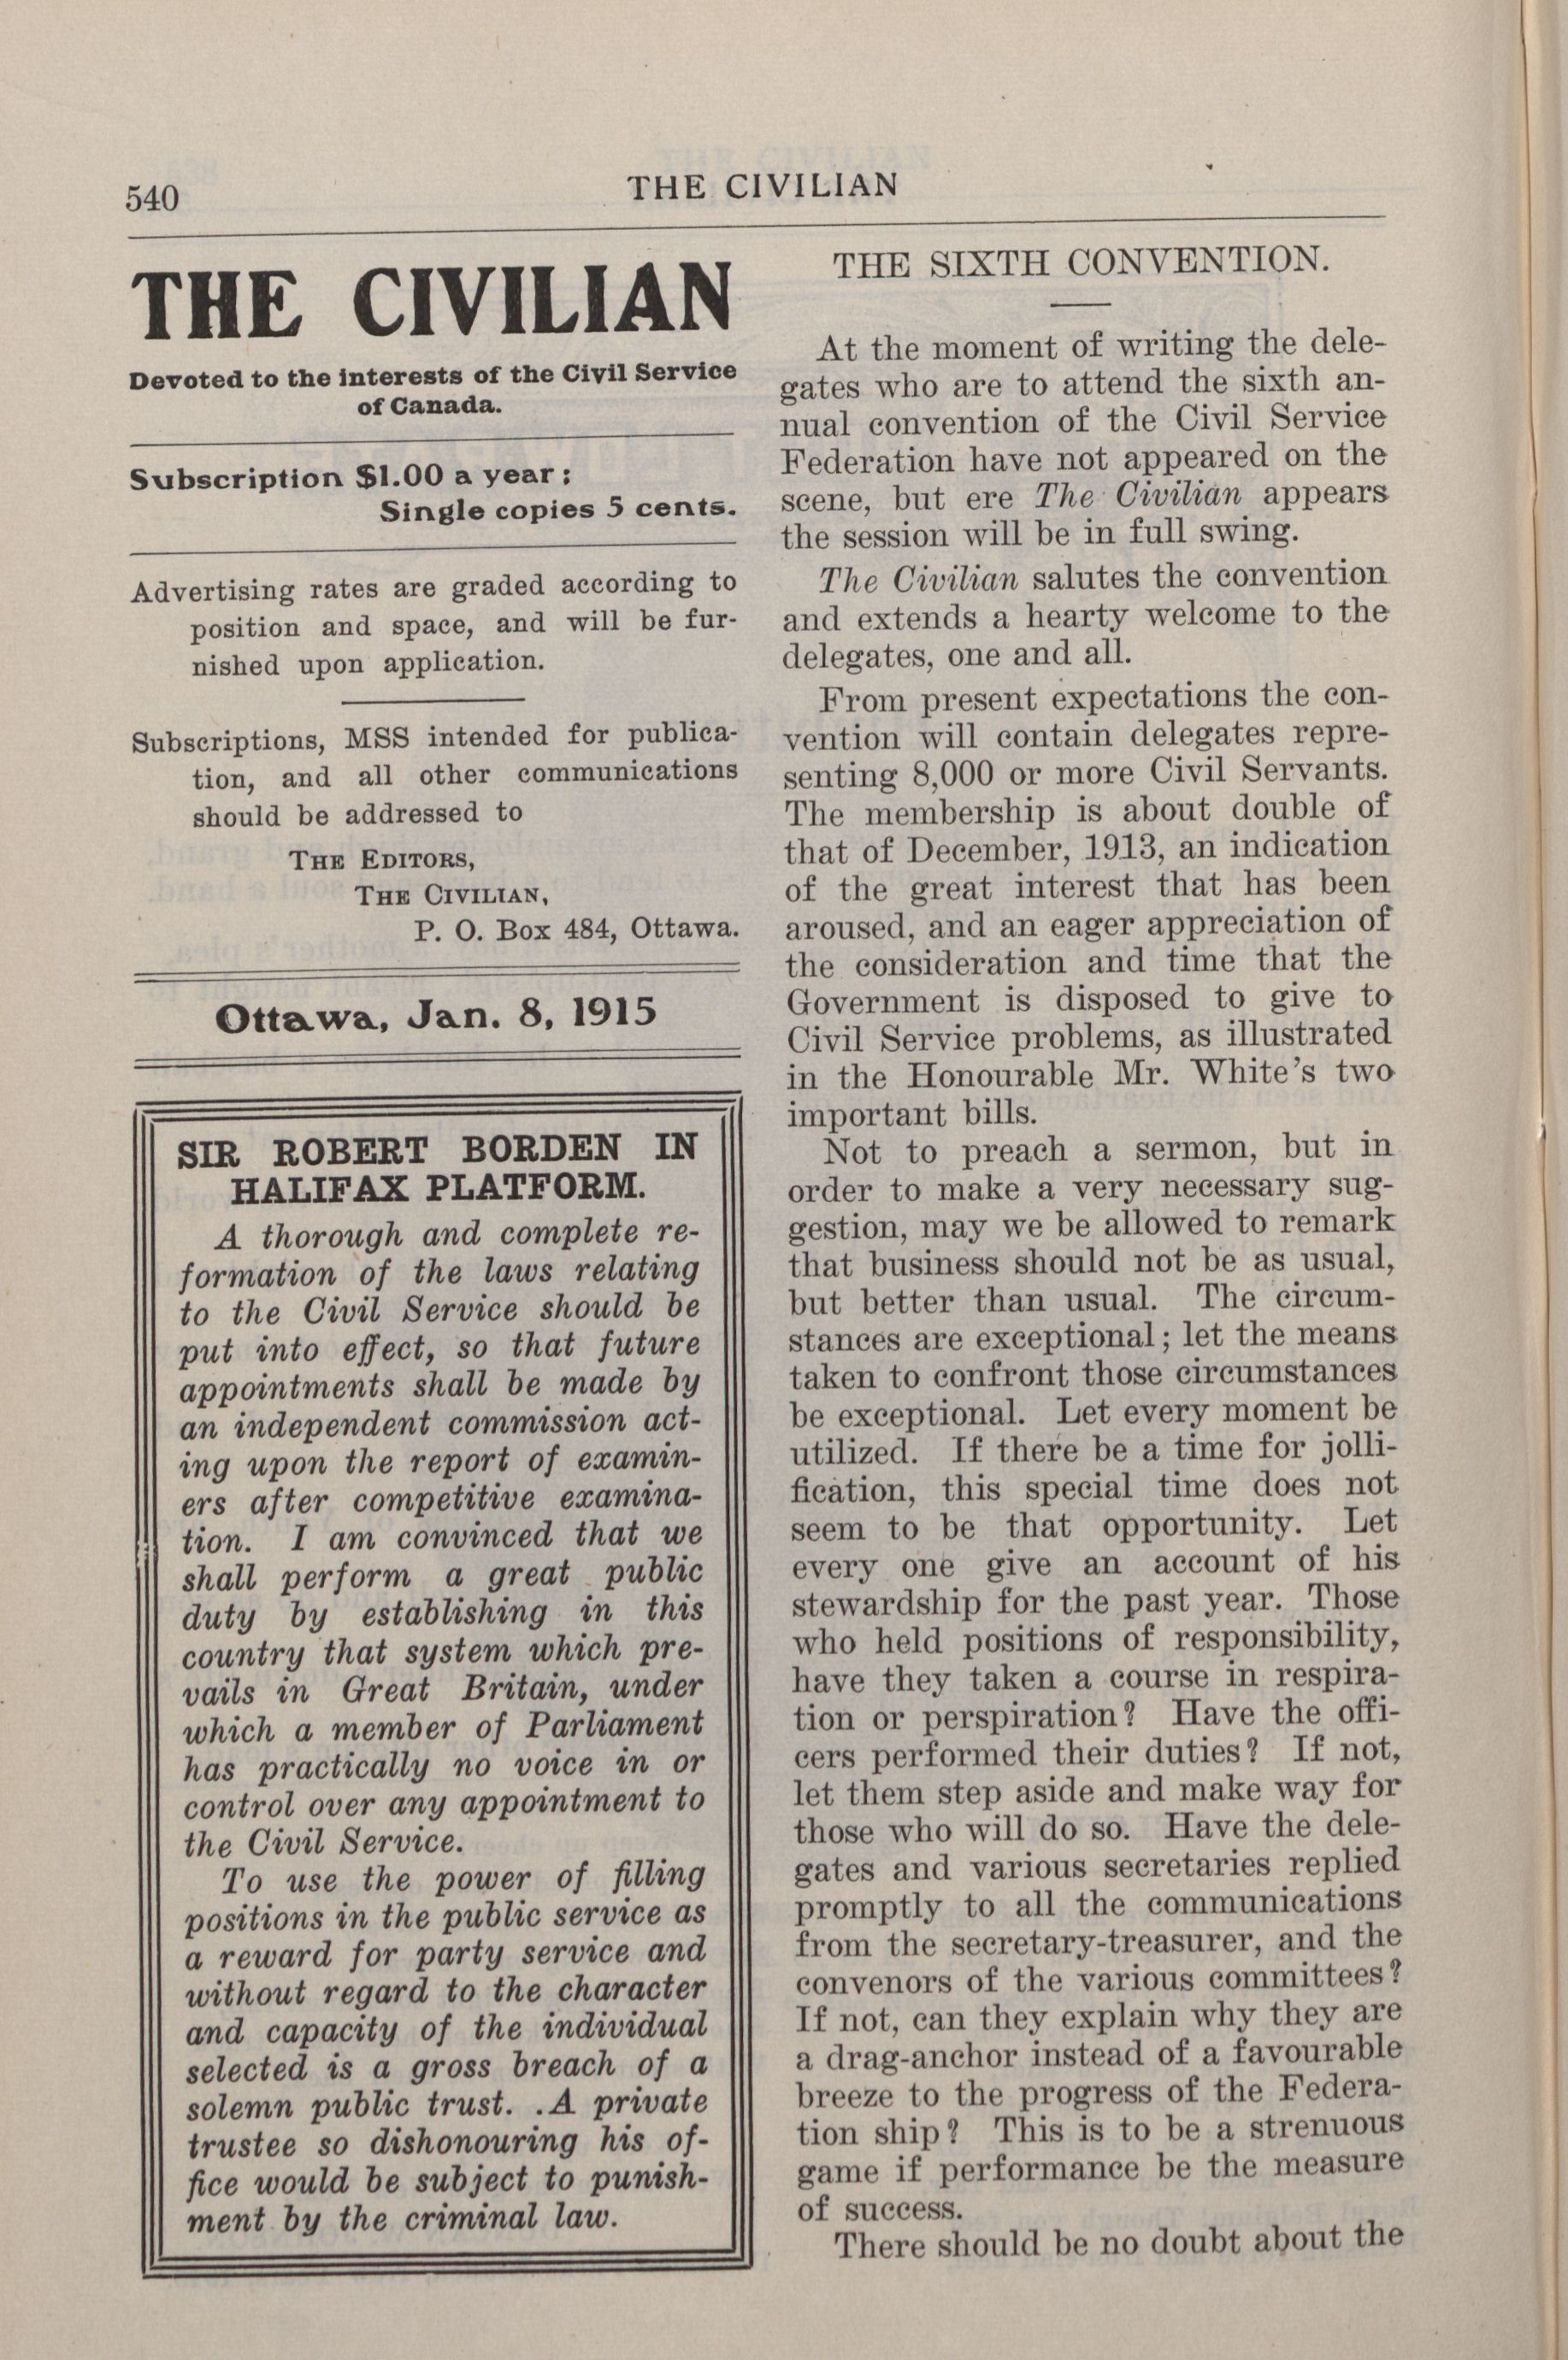 540
THE CIVILIAN
THE CIVILIAN
Devoted to the interests of the Civil Service
of Canada.
Subscription $1.00 a year;
Single copies 5 cents.
Advertising rates are graded according to
position and space, and will be fur-
nished upon application.
Subscriptions, MSS intended for publica-
tion, and all other communications
should be addressed to
THE EDITORS,
THE CIVILIAN,
P. O. Box 484, Ottawa.
Ottawa, Jan. 8, 1915
SIR ROBERT BORDEN IN
HALIFAX PLATFORM.
A thorough and complete re-
formation of the laws relating
to the Civil Service should be
put into effect, so that future
appointments shall be made by
an independent commission act-
ing upon the report of examin-
ers after competitive examina-
tion. I am convinced that we
shall perform a great public
duty by establishing in this
country that system which pre-
vails in Great Britain, under
which a member of Parliament
has practically no voice in or
control over any appointment to
the Civil Service.
To use the power of filling
positions in the public service as
a reward for party service and
without regard to the character
and capacity of the individual
selected is a gross breach of a
solemn public trust. .A private
trustee so dishonouring his of-
fice would be subject to punish-
ment by the criminal law.
THE SIXTH CONVENTION.
At the moment of writing the dele-
gates who are to attend the sixth an-
nual convention of the Civil Service
Federation have not appeared on the
scene, but ere The Civilian appears
the session will be in full swing.
The Civilian salutes the convention
and extends a hearty welcome to the
delegates, one and all.
From present expectations the con-
vention will contain delegates repre-
senting 8,000 or more Civil Servants.
The membership is about double of
that of December, 1913, an indication
of the great interest that has been
aroused, and an eager appreciation of
the consideration and time that the
Government is disposed to give to
Civil Service problems, as illustrated
in the Honourable Mr. White's two
important bills.
Not to preach a sermon, but in
order to make a very necessary sug-
gestion, may we be allowed to remark
that business should not be as usual,
but better than usual. The circum-
stances are exceptional; let the means
taken to confront those circumstances
be exceptional. Let every moment be
utilized. If there be a time for jolli-
fication, this special time does not
seem to be that opportunity. Let
every one give an account of his
stewardship for the past year. Those
who held positions of responsibility,
have they taken a course in respira-
tion or perspiration? Have the offi-
cers performed their duties? If not,
let them step aside and make way for
those who will do so. Have the dele-
gates and various secretaries replied
promptly to all the communications
from the secretary-treasurer, and the
convenors of the various committees?
If not, can they explain why they are
a drag-anchor instead of a favourable
breeze to the progress of the Federa-
tion ship? This is to be a strenuous
game if performance be the measure
of success.
There should be no doubt about the